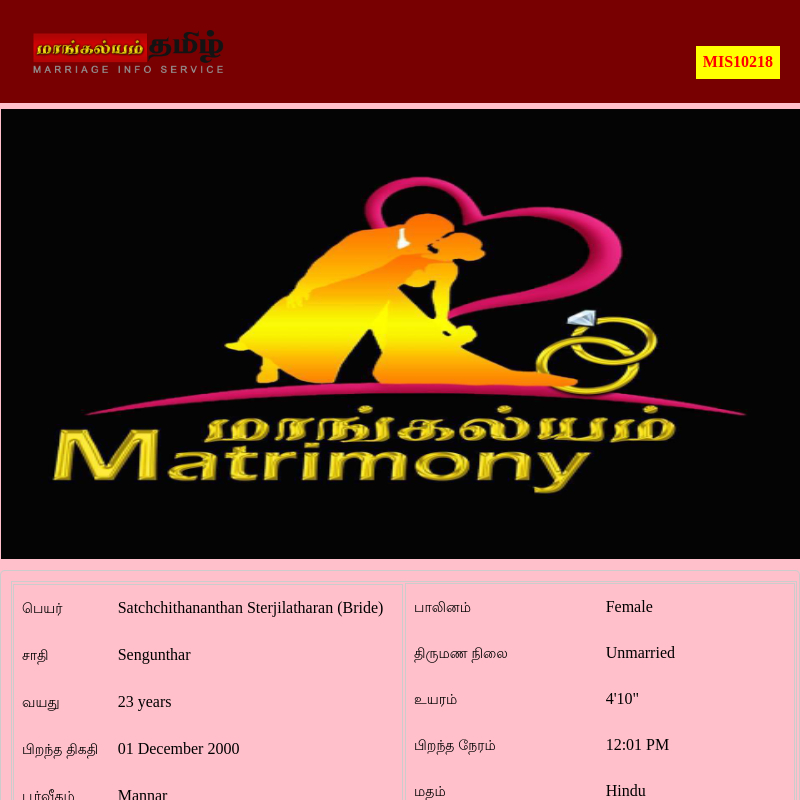 மாங்கல்யம் தமிழ்
MARRIAGE INFO SERVICE
MIS10218
மாங்கல்யம்
Matrimony
பெயர் Satchchithananthan Sterjilatharan (Bride)
பாலினம் Female
சாதி Sengunthar
திருமண நிலை Unmarried
வயது 23 years
உயரம் 4'10"
பிறந்த திகதி 01 December 2000
பிறந்த நேரம் 12:01 PM
பூர்வீகம் Mannar
மதம் Hindu